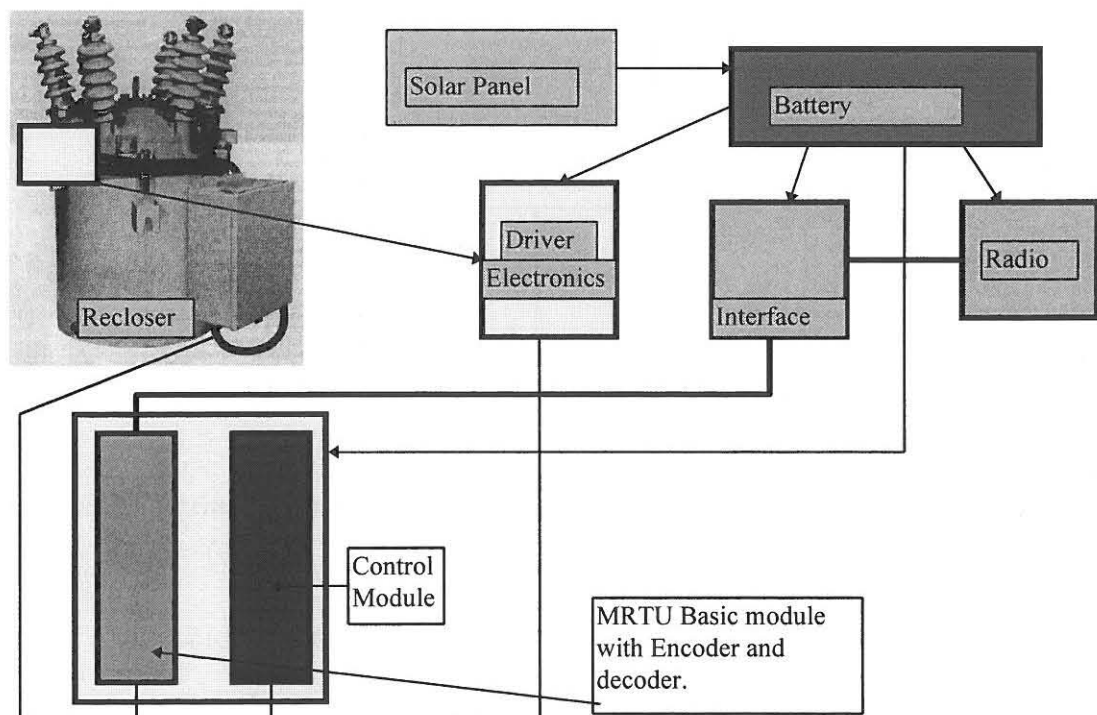 Solar Panel
Battery
Driver
Electronics
Radio
Recloser
Interface
Control
Module
MRTU Basic module
with Encoder and
decoder.